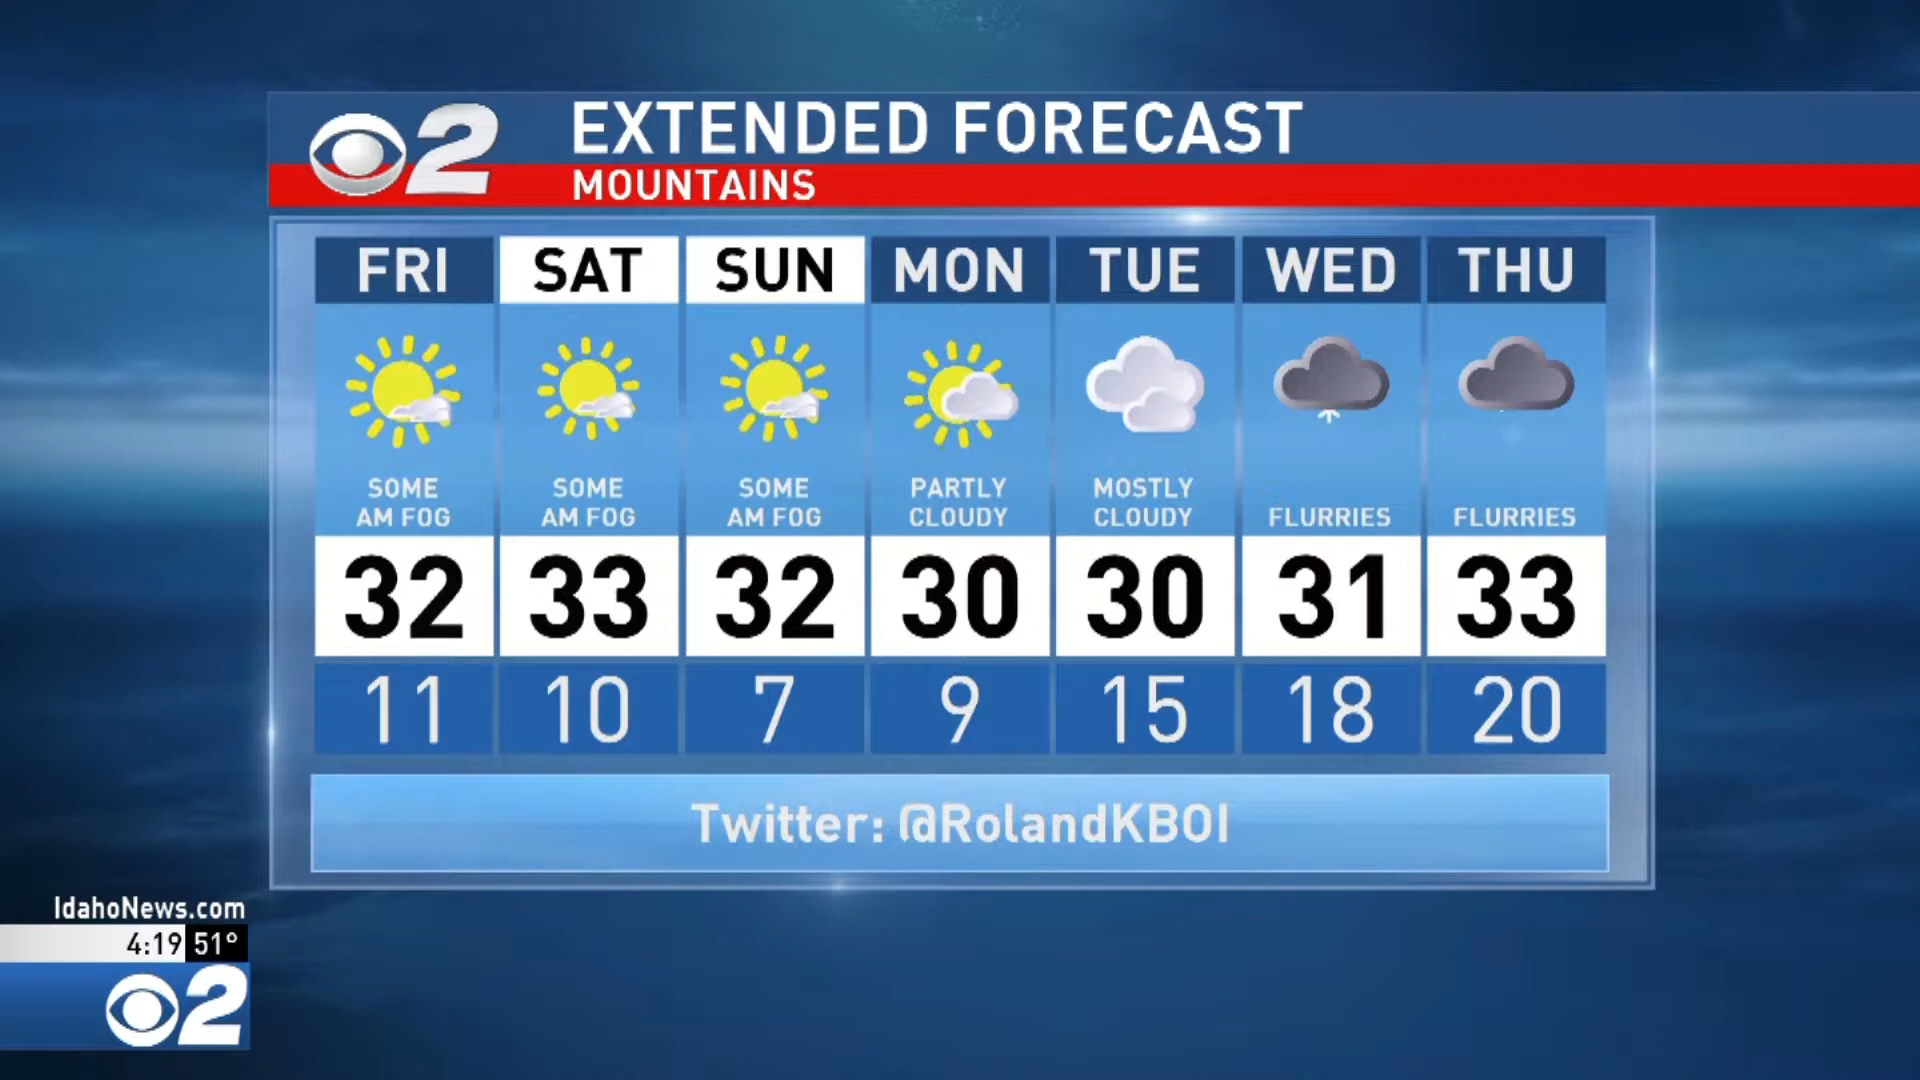 2 EXTENDED FORECAST
MOUNTAINS
FRI SAT SUN MON TUE WED THU
SOME SOME SOME PARTLY MOSTLY
AM FOG AM FOG AM FOG CLOUDY CLOUDY FLURRIES FLURRIES
32 33 32 30 30 31 33
11 10 7 9 15 18 20
Twitter: @RolandKBOI
IdahoNews.com
4:19 51°
2